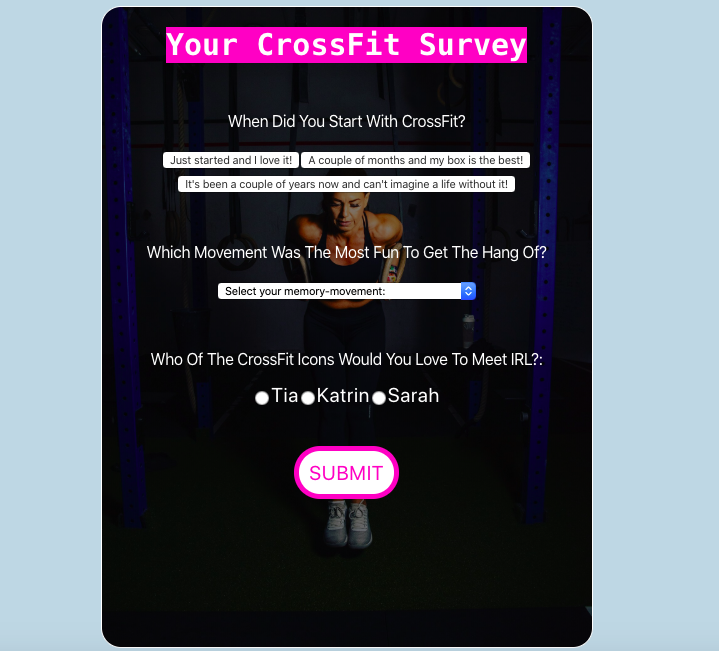 Your CrossFit Survey
When Did You Start With CrossFit?
Just started and I love it! A couple of months and my box is the best!
It's been a couple of years now and can't imagine a life without it!
Which Movement Was The Most Fun To Get The Hang Of?
Select your memory-movement:
Who Of The CrossFit Icons Would You Love To Meet IRL?:
Tia Katrin Sarah
SUBMIT